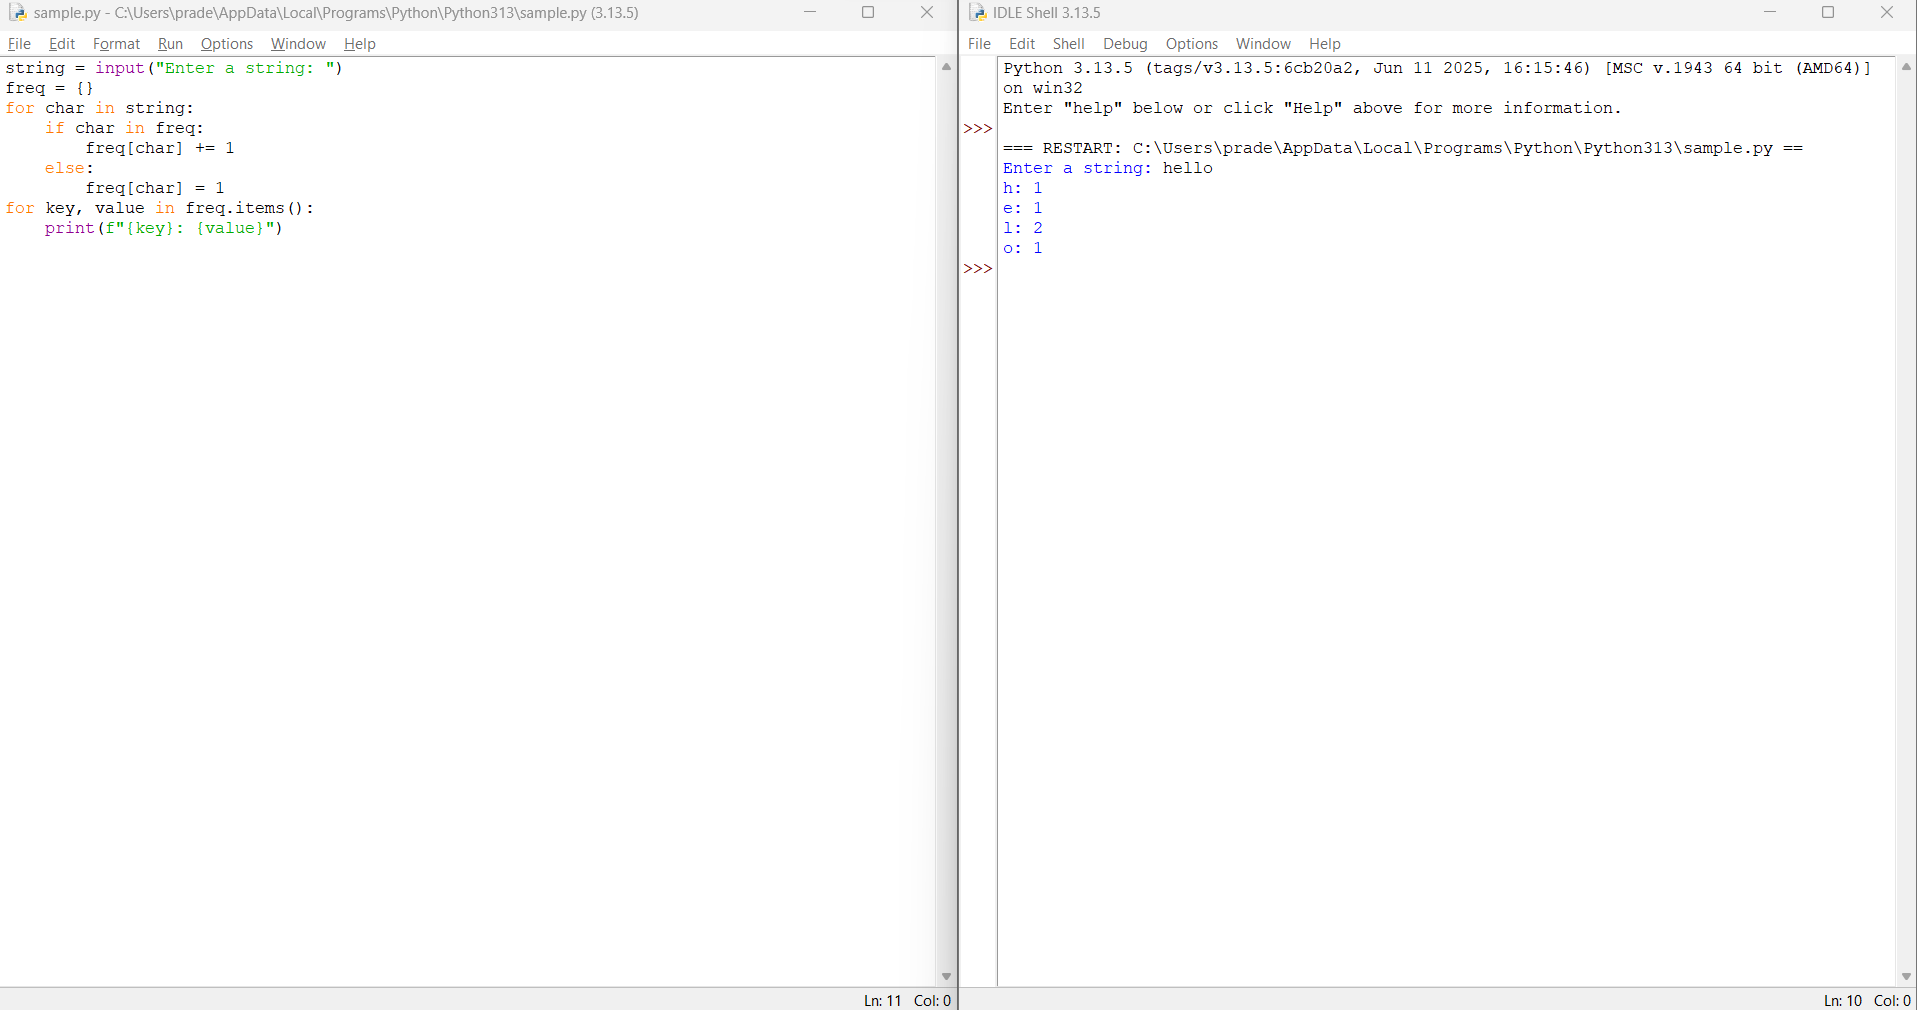 sample.py - C:\Users\prade\AppData\Local\Programs\Python\Python313\sample.py (3.13.5)
File Edit Format Run Options Window Help
string = input("Enter a string: ")
freq = {}
for char in string:
    if char in freq:
        freq[char] += 1
    else:
        freq[char] = 1
for key, value in freq.items():
    print(f"{key}: {value}")
Ln: 11 Col: 0
IDLE Shell 3.13.5
File Edit Shell Debug Options Window Help
Python 3.13.5 (tags/v3.13.5:6cb20a2, Jun 11 2025, 16:15:46) [MSC v.1943 64 bit (AMD64)]
on win32
Enter "help" below or click "Help" above for more information.
>>>
=== RESTART: C:\Users\prade\AppData\Local\Programs\Python\Python313\sample.py ==
Enter a string: hello
h: 1
e: 1
l: 2
o: 1
>>>
Ln: 10 Col: 0